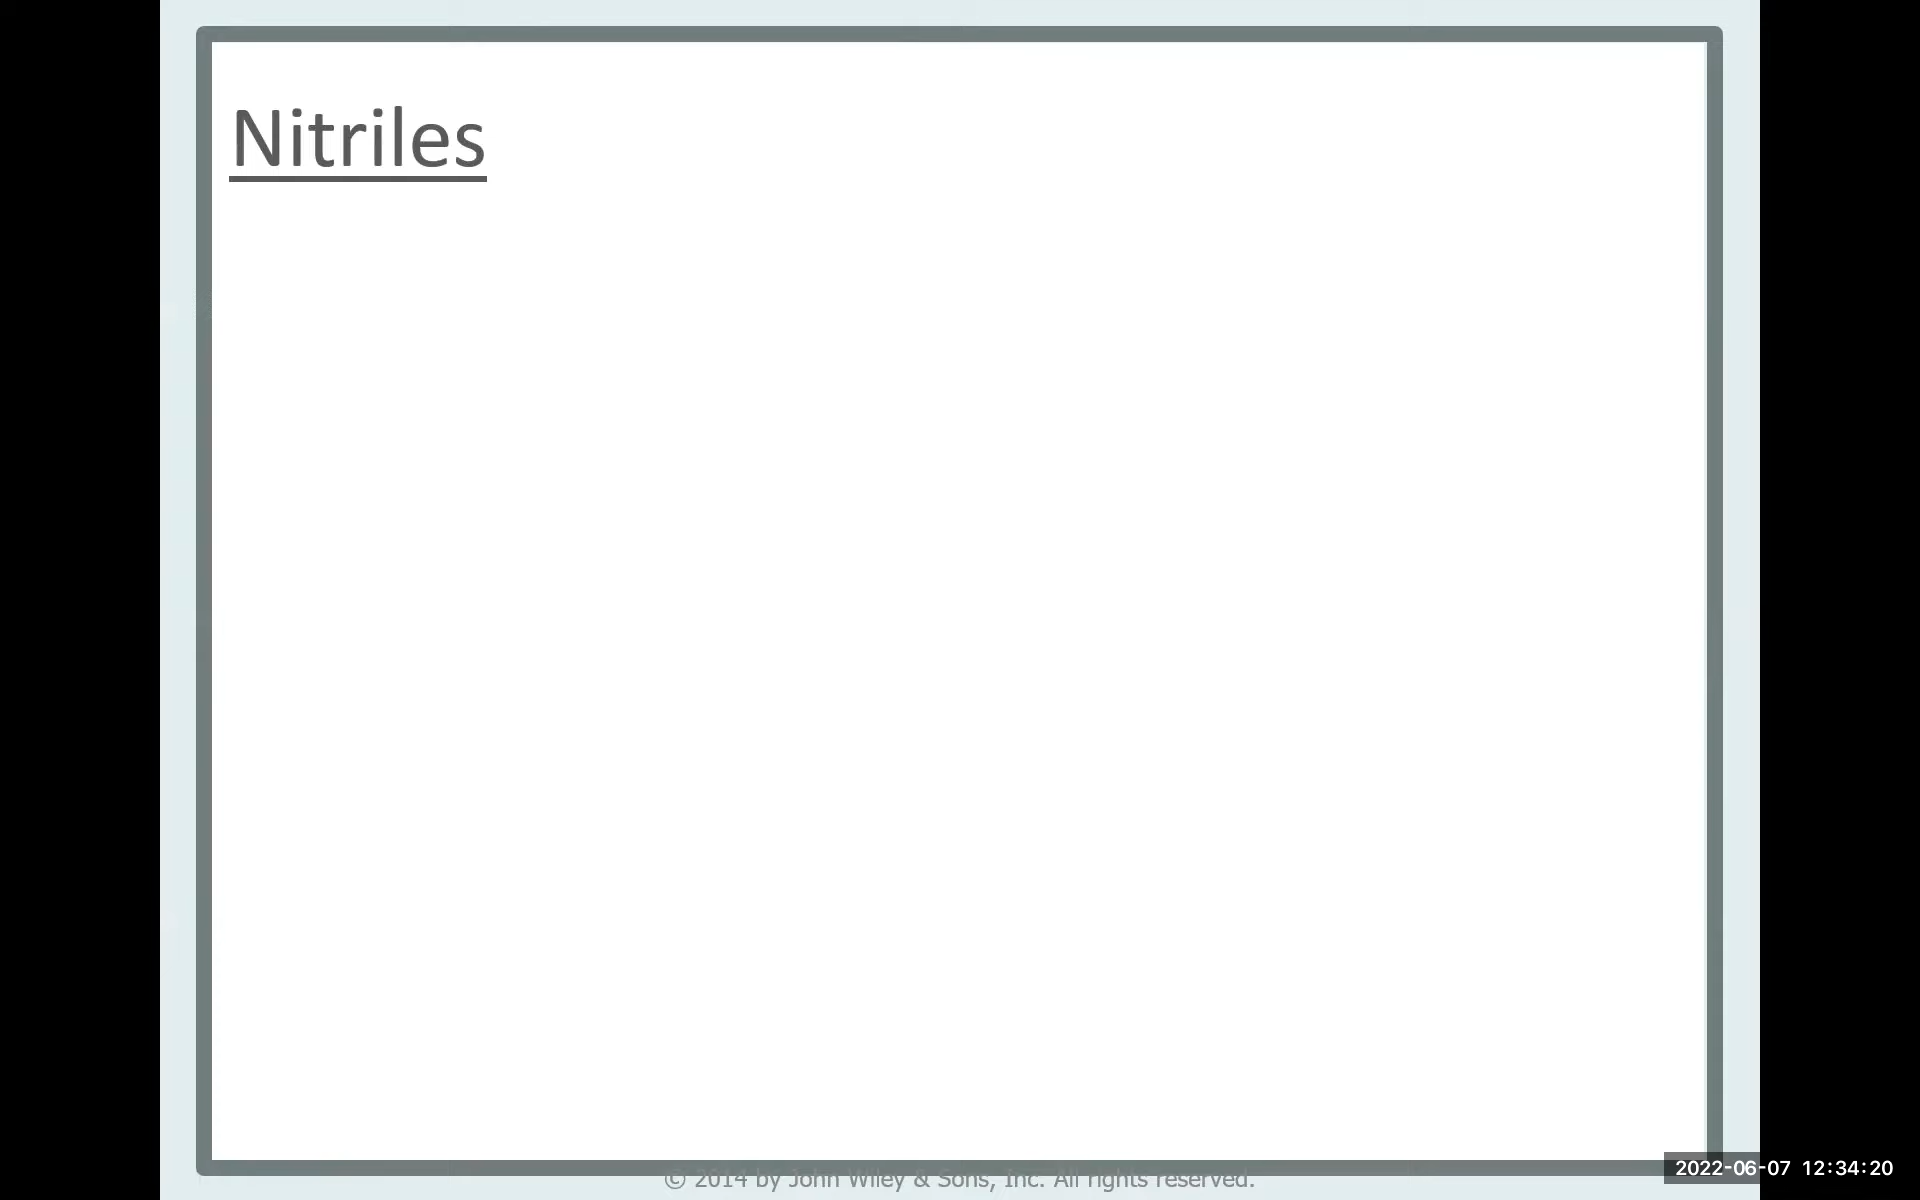 Nitriles
© 2014 by John Wiley & Sons, Inc. All rights reserved.
2022-06-07 12:34:20